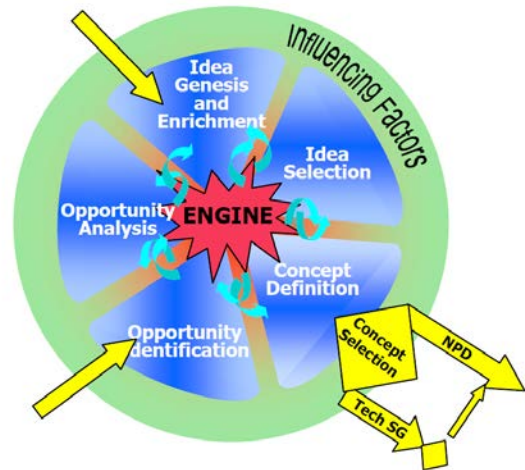 Influencing Factors
Idea
Genesis
and
Enrichment
Idea
Selection
Opportunity
Analysis
ENGINE
Concept
Definition
Opportunity
Identification
Concept
Selection
NPD
Tech SG